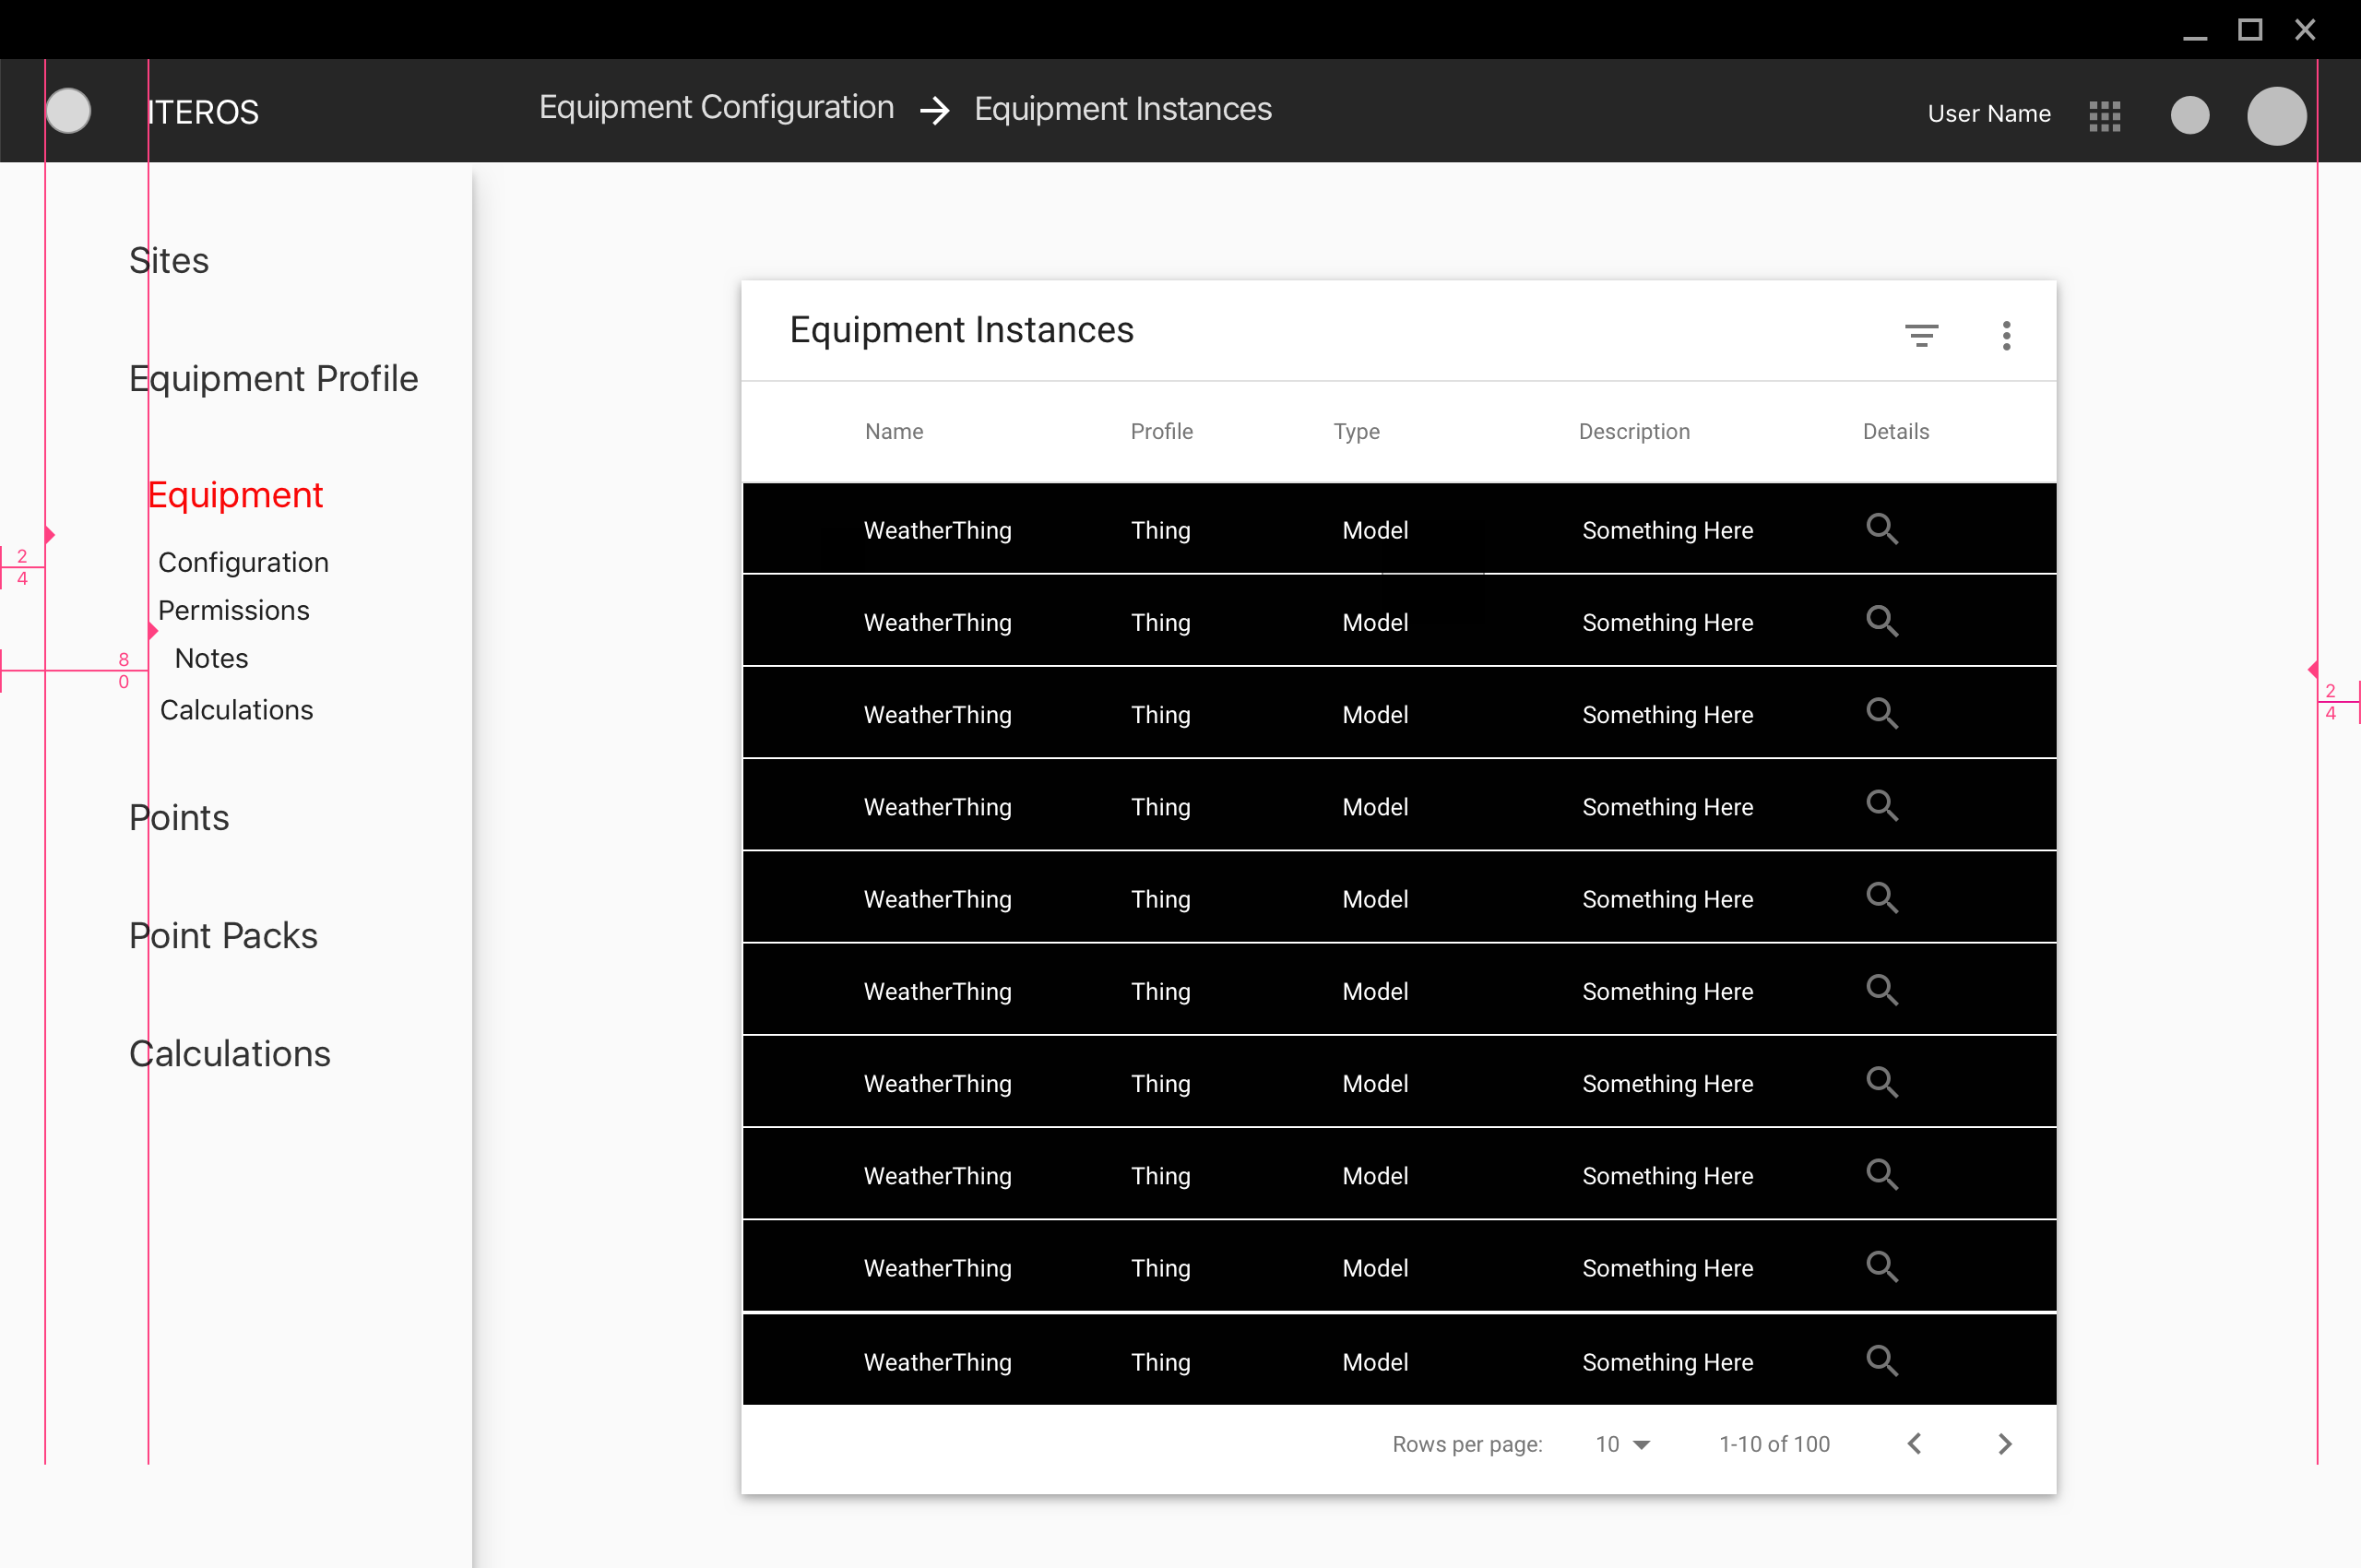 ITEROS
Equipment Configuration → Equipment Instances
User Name
Sites
Equipment Profile
Equipment
Configuration
Permissions
Notes
Calculations
Points
Point Packs
Calculations
2
4
8
0
Equipment Instances
Name Profile Type Description Details
WeatherThing Thing Model Something Here
WeatherThing Thing Model Something Here
WeatherThing Thing Model Something Here
WeatherThing Thing Model Something Here
WeatherThing Thing Model Something Here
WeatherThing Thing Model Something Here
WeatherThing Thing Model Something Here
WeatherThing Thing Model Something Here
WeatherThing Thing Model Something Here
WeatherThing Thing Model Something Here
Rows per page: 10 1-10 of 100
2
4